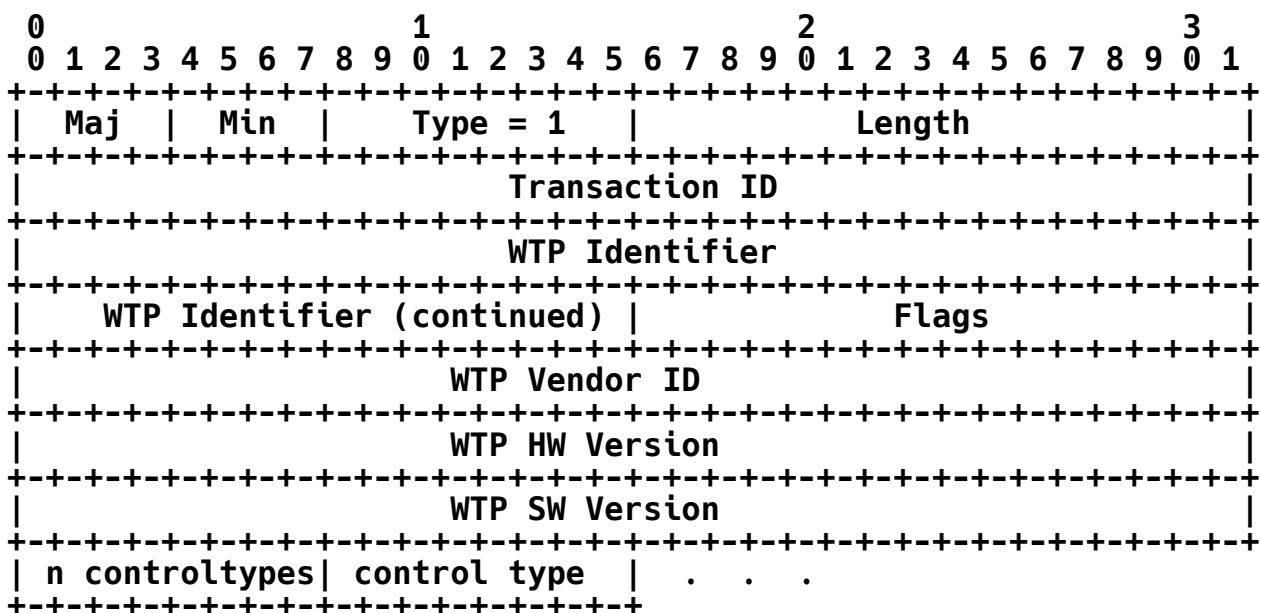 0                   1                   2                   3
 0 1 2 3 4 5 6 7 8 9 0 1 2 3 4 5 6 7 8 9 0 1 2 3 4 5 6 7 8 9 0 1
+-+-+-+-+-+-+-+-+-+-+-+-+-+-+-+-+-+-+-+-+-+-+-+-+-+-+-+-+-+-+-+-+
|  Maj  |  Min  |    Type = 1   |           Length              |
+-+-+-+-+-+-+-+-+-+-+-+-+-+-+-+-+-+-+-+-+-+-+-+-+-+-+-+-+-+-+-+-+
|                         Transaction ID                        |
+-+-+-+-+-+-+-+-+-+-+-+-+-+-+-+-+-+-+-+-+-+-+-+-+-+-+-+-+-+-+-+-+
|                         WTP Identifier                        |
+-+-+-+-+-+-+-+-+-+-+-+-+-+-+-+-+-+-+-+-+-+-+-+-+-+-+-+-+-+-+-+-+
|    WTP Identifier (continued) |             Flags             |
+-+-+-+-+-+-+-+-+-+-+-+-+-+-+-+-+-+-+-+-+-+-+-+-+-+-+-+-+-+-+-+-+
|                      WTP Vendor ID                            |
+-+-+-+-+-+-+-+-+-+-+-+-+-+-+-+-+-+-+-+-+-+-+-+-+-+-+-+-+-+-+-+-+
|                      WTP HW Version                           |
+-+-+-+-+-+-+-+-+-+-+-+-+-+-+-+-+-+-+-+-+-+-+-+-+-+-+-+-+-+-+-+-+
|                      WTP SW Version                           |
+-+-+-+-+-+-+-+-+-+-+-+-+-+-+-+-+-+-+-+-+-+-+-+-+-+-+-+-+-+-+-+-+
| n controltypes| control type  |  .  .  .
+-+-+-+-+-+-+-+-+-+-+-+-+-+-+-+-+